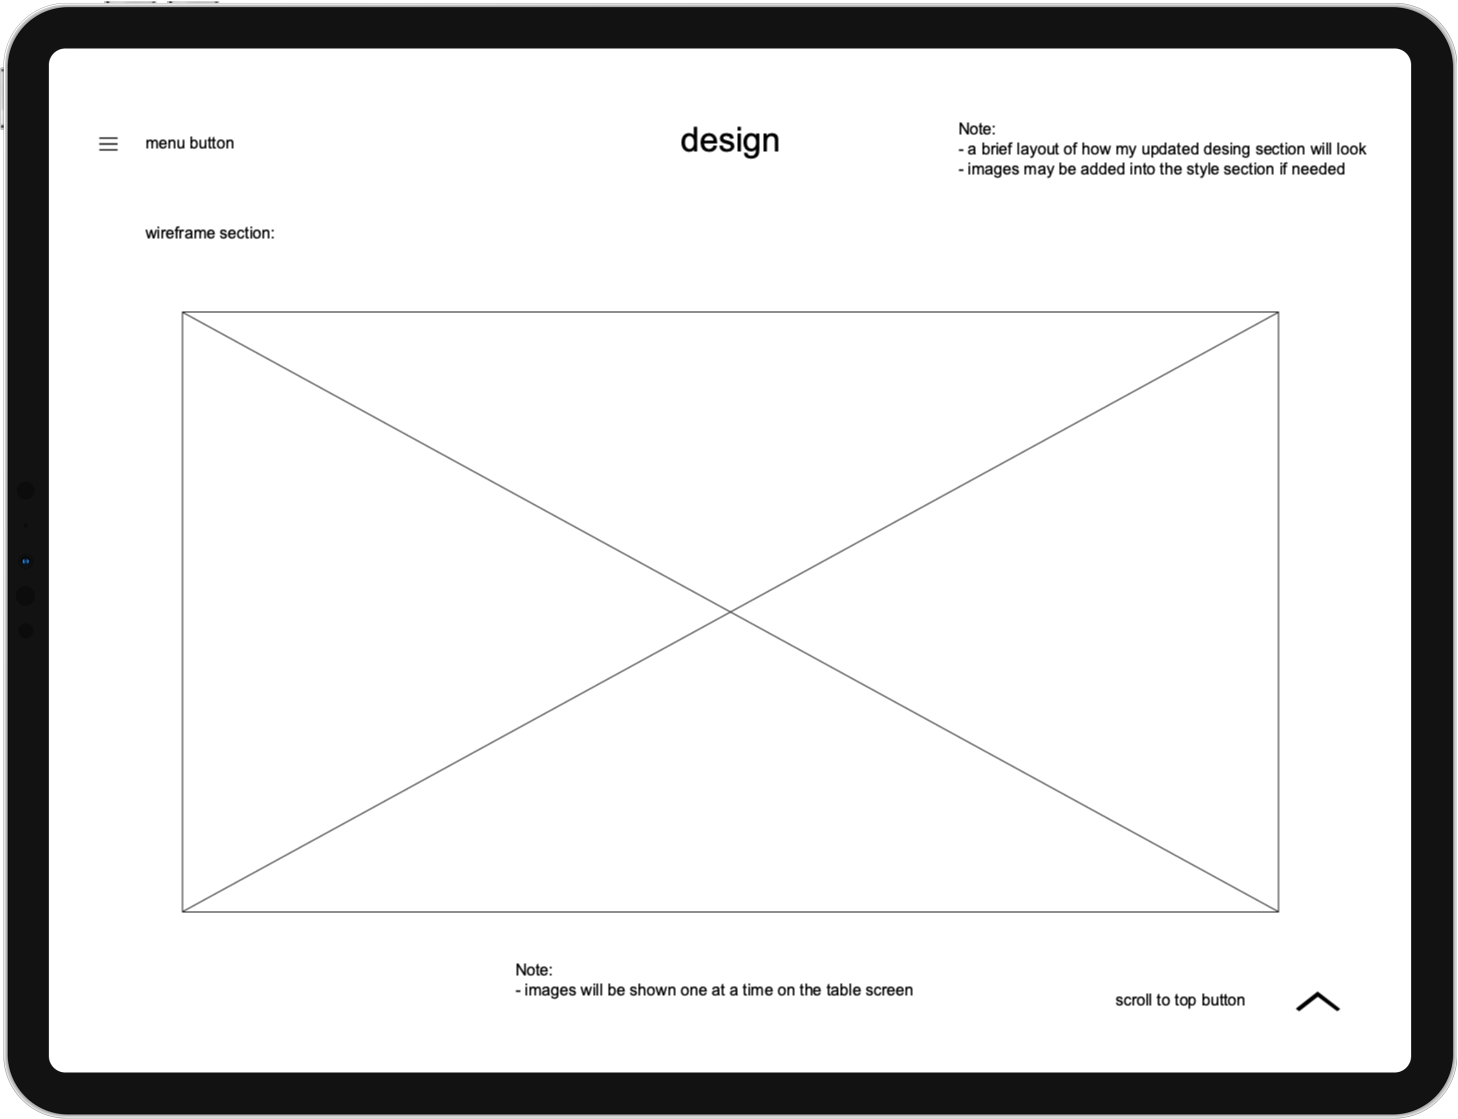 menu button
design
Note:
- a brief layout of how my updated desing section will look
- images may be added into the style section if needed
wireframe section:
Note:
- images will be shown one at a time on the table screen
scroll to top button